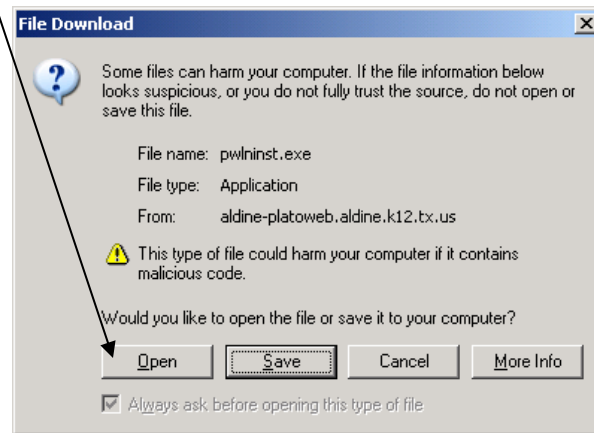 File Download
Some files can harm your computer. If the file information below
looks suspicious, or you do not fully trust the source, do not open or
save this file.
File name: pwlninst.exe
File type: Application
From: aldine-platoweb.aldine.k12.tx.us
This type of file could harm your computer if it contains
malicious code.
Would you like to open the file or save it to your computer?
Open Save Cancel More Info
Always ask before opening this type of file